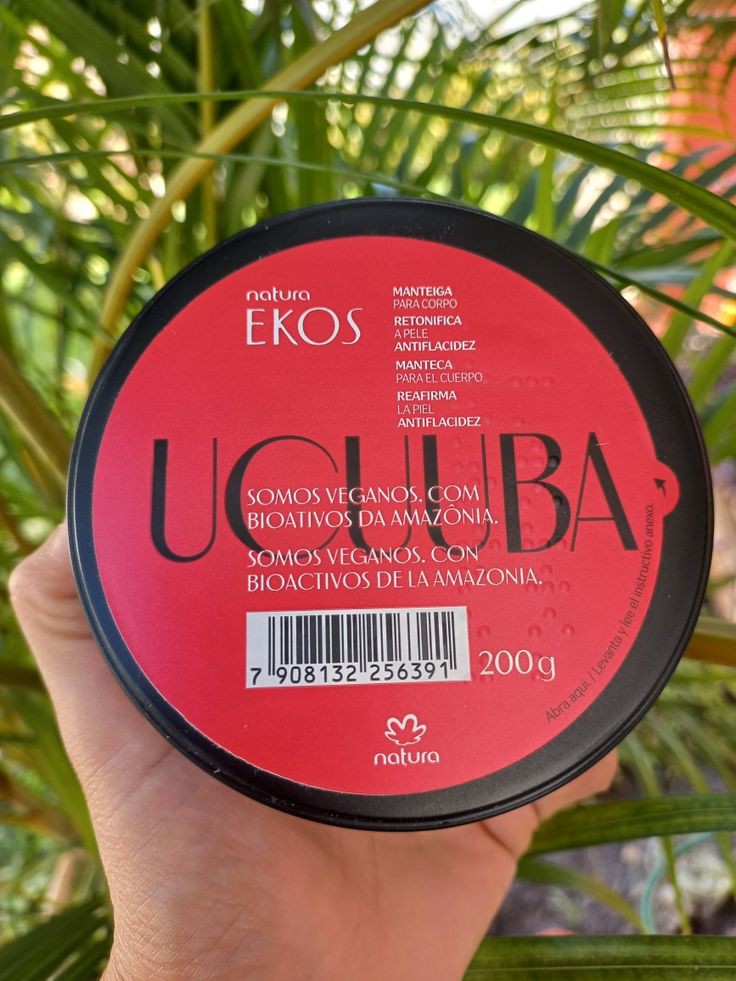 natura
EKOS
MANTEIGA
PARA CORPO
RETONIFICA
A PELE
ANTIFLACIDEZ
MANTECA
PARA EL CUERPO
REAFIRMA
LA PIEL
ANTIFLACIDEZ
UCUUBA
SOMOS VEGANOS. COM
BIOATIVOS DA AMAZÔNIA.
SOMOS VEGANOS. CON
BIOACTIVOS DE LA AMAZONIA.
7 908132 256391
200g
Abra aqui. / Levanta y lee el instructivo anexo.
natura